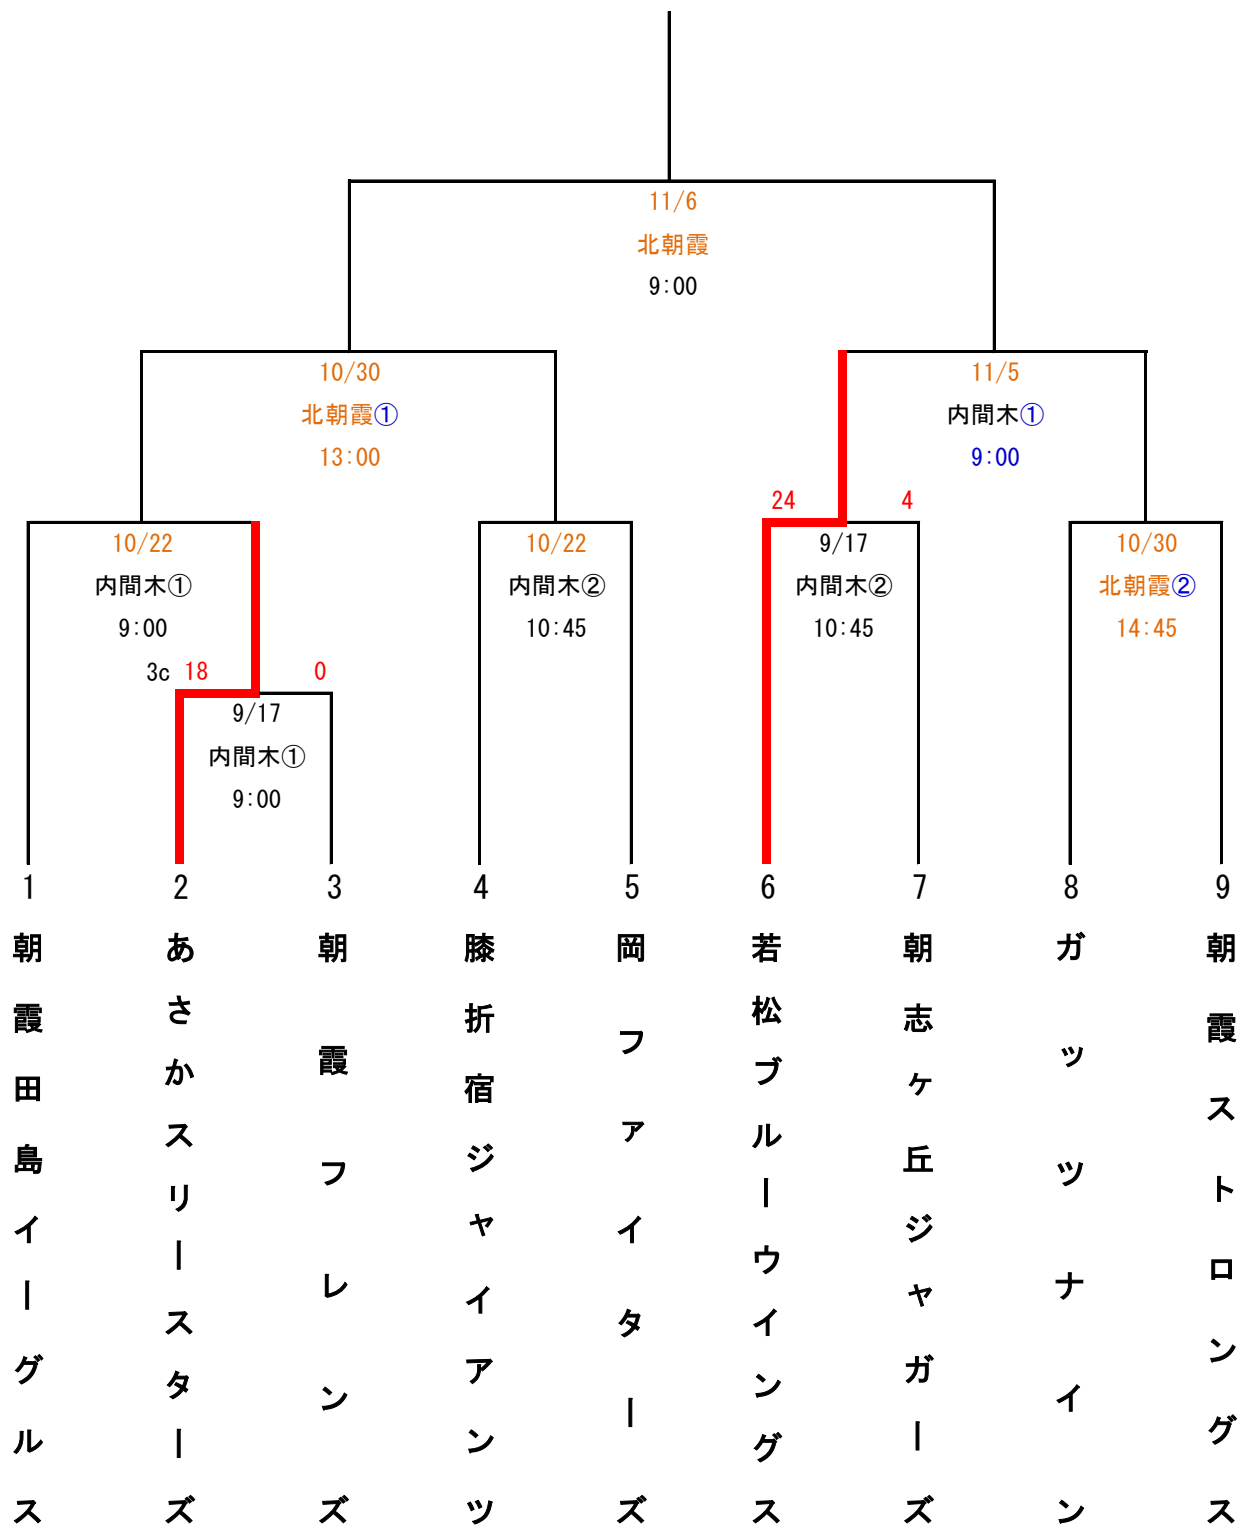 11/6
北朝霞
9:00
10/30
北朝霞①
13:00
11/5
内間木①
9:00
24
4
10/22
内間木①
9:00
10/22
内間木②
10:45
9/17
内間木②
10:45
10/30
北朝霞②
14:45
3c 18
0
9/17
内間木①
9:00
1
2
3
4
5
6
7
8
9
朝霞田島イーグルス
あさかスリースターズ
朝霞フレンズ
膝折宿ジャイアンツ
岡ファイターズ
若松ブルーウイングス
朝志ヶ丘ジャガーズ
ガッツナイン
朝霞ストロングス